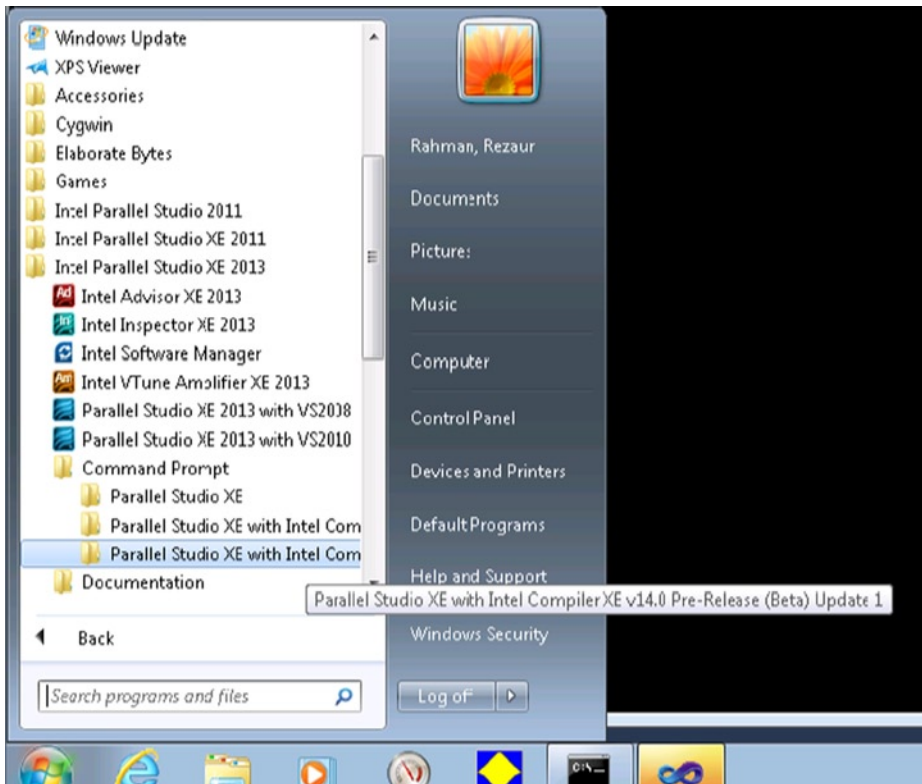 Windows Update
XPS Viewer
Accessories
Cygwin
Elaborate Bytes
Games
Intel Parallel Studio 2011
Intel Parallel Studio XE 2011
Intel Parallel Studio XE 2013
Ad Intel Advisor XE 2013
In Intel Inspector XE 2013
Intel Software Manager
Am Intel VTune Amplifier XE 2013
Parallel Studio XE 2013 with VS2008
Parallel Studio XE 2013 with VS2010
Command Prompt
Parallel Studio XE
Parallel Studio XE with Intel Com
Parallel Studio XE with Intel Com
Documentation
Back
Search programs and files
Rahman, Rezaur
Documents
Pictures
Music
Computer
Control Panel
Devices and Printers
Default Programs
Help and Support
Parallel Studio XE with Intel Compiler XE v14.0 Pre-Release (Beta) Update 1
Windows Security
Log off
C:\_